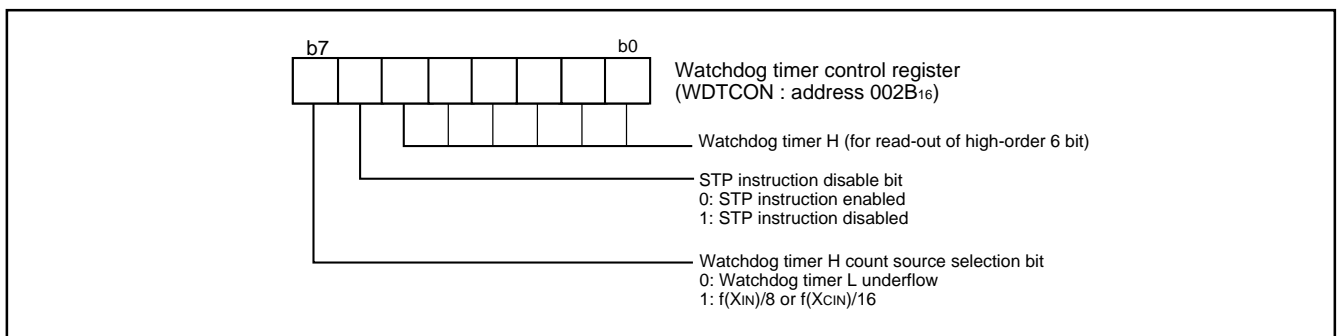 b7 b0
Watchdog timer control register
(WDTCON : address 002B16)
Watchdog timer H (for read-out of high-order 6 bit)
STP instruction disable bit
0: STP instruction enabled
1: STP instruction disabled
Watchdog timer H count source selection bit
0: Watchdog timer L underflow
1: f(XIN)/8 or f(XCIN)/16